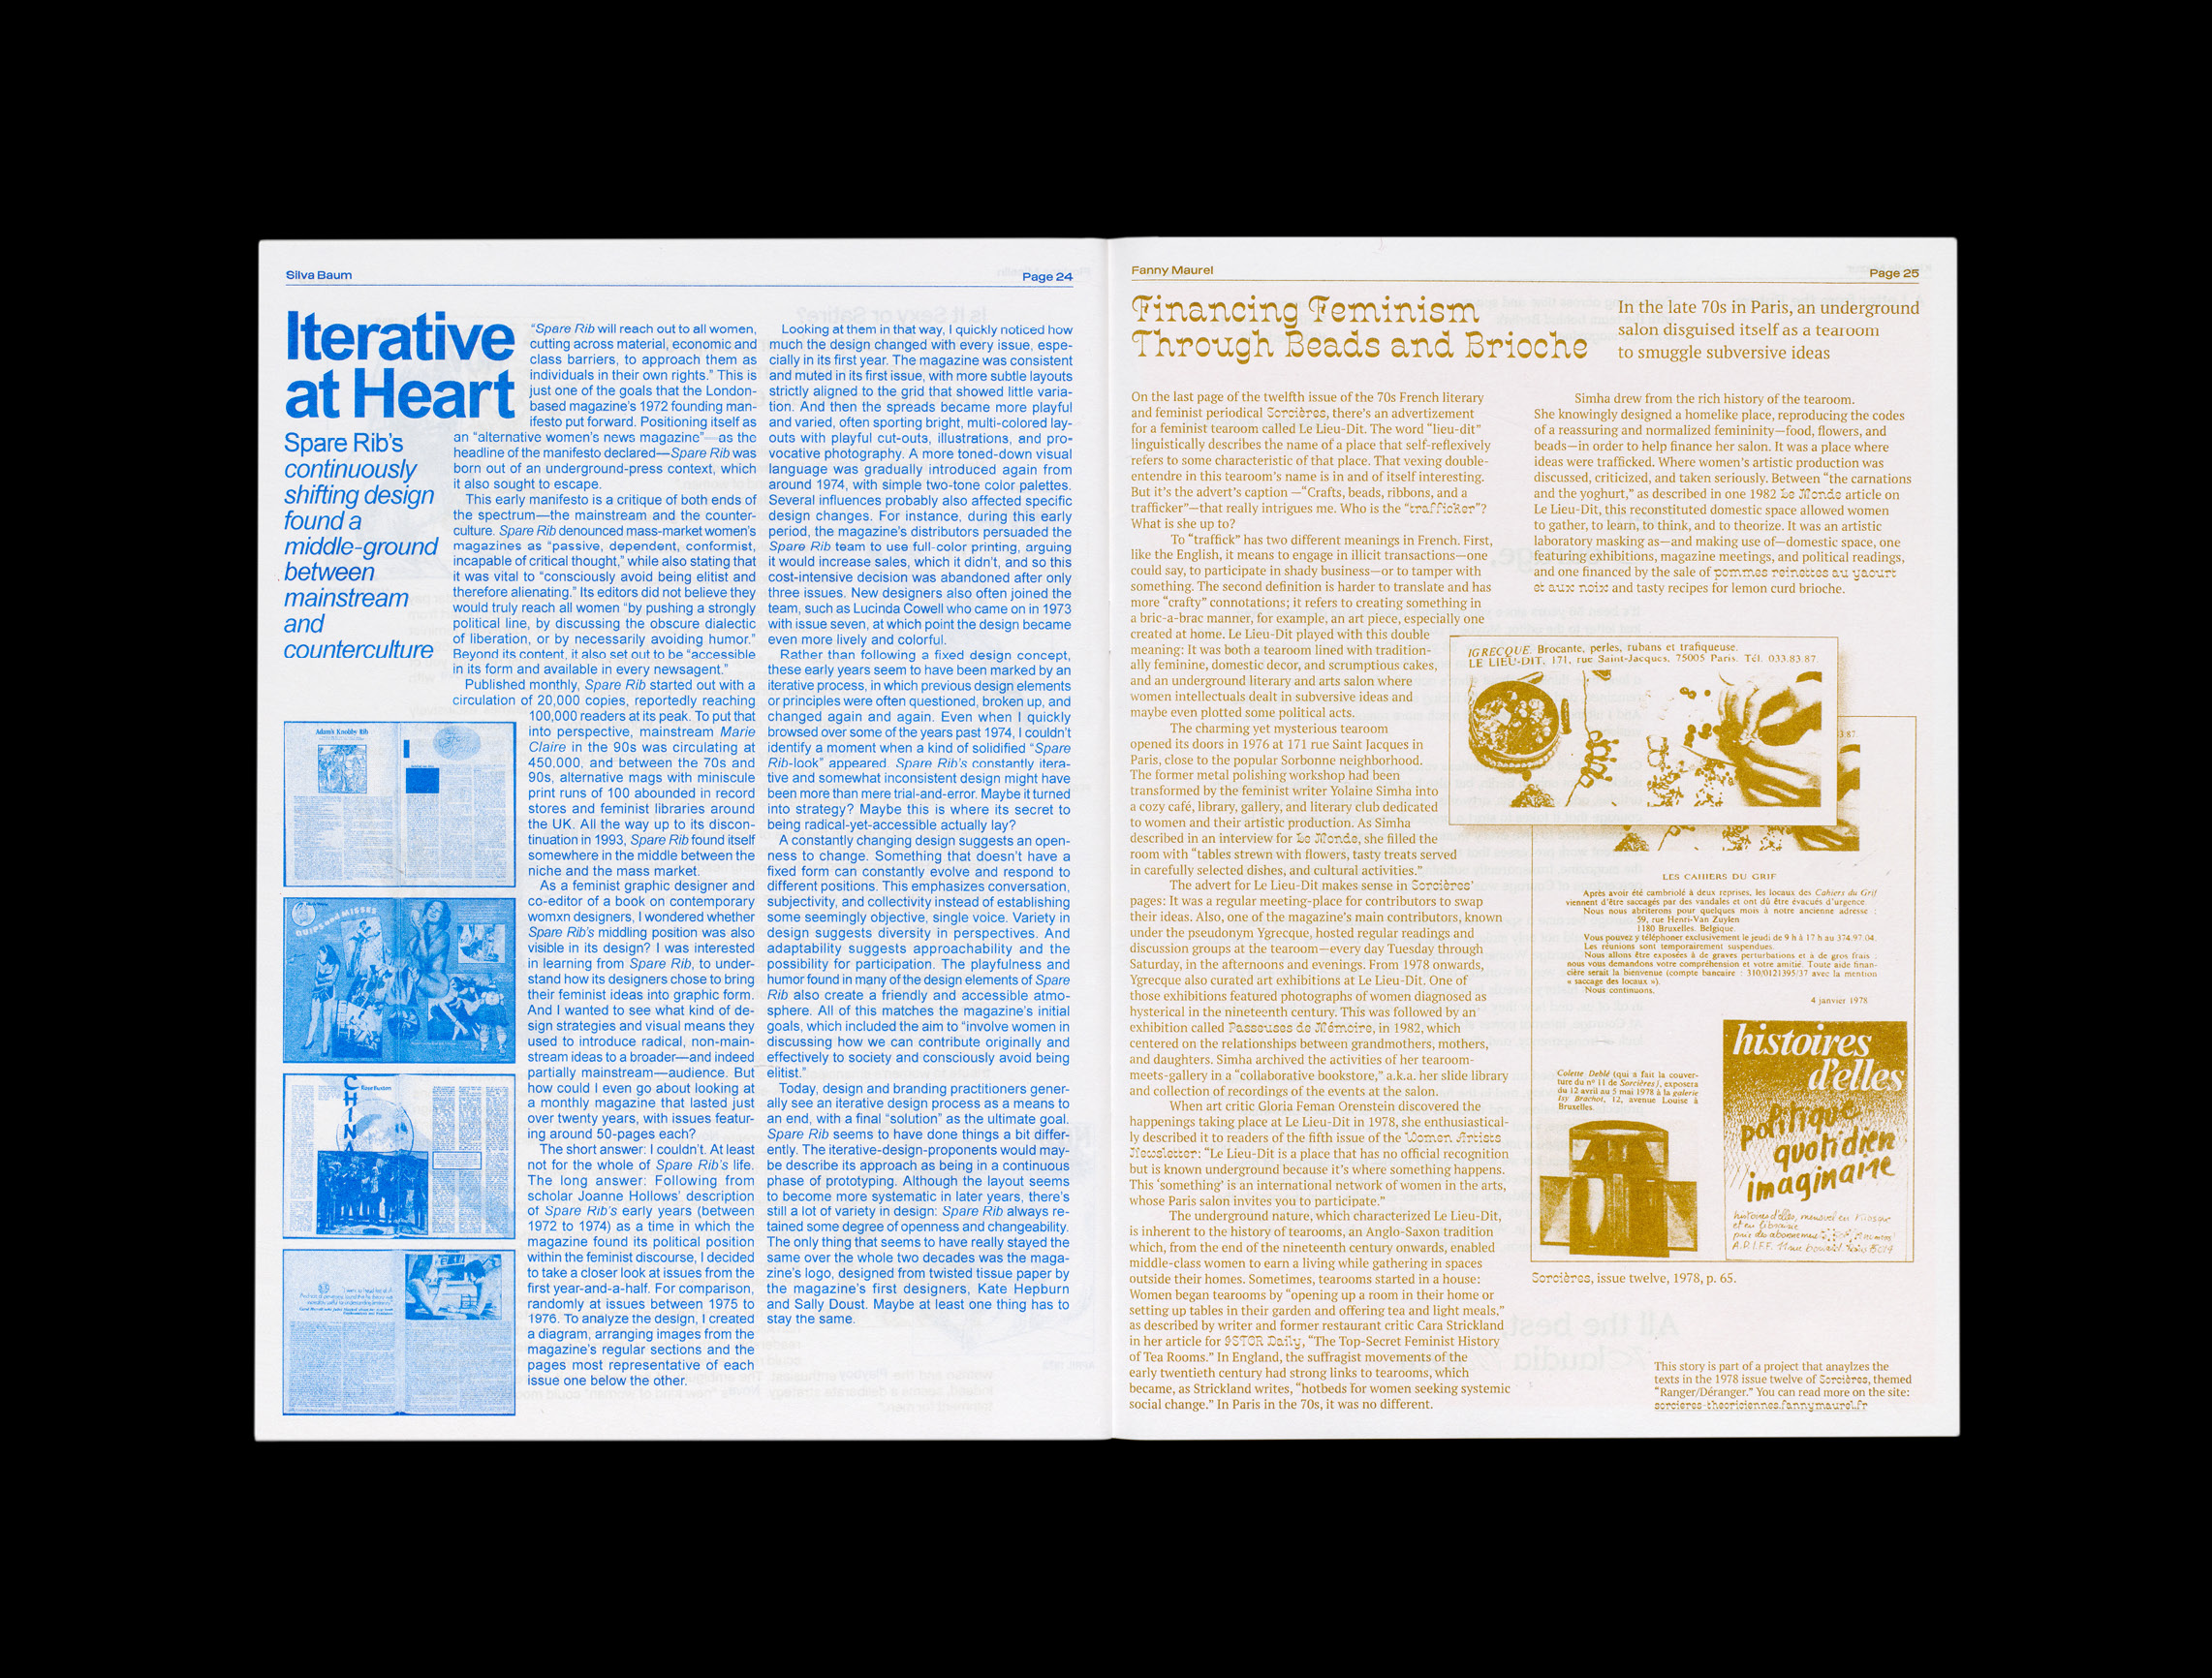 Silva Baum
Page 24
Iterative
at Heart
Spare Rib’s
continuously
shifting design
found a
middle-ground
between
mainstream
and
counterculture
“Spare Rib will reach out to all women,
cutting across material, economic and
class barriers, to approach them as
individuals in their own rights.” This is
just one of the goals that the London-
based magazine’s 1972 founding man-
ifesto put forward. Positioning itself as
an “alternative women’s news magazine”—as the
headline of the manifesto declared—Spare Rib was
born out of an underground-press context, which
it also sought to escape.
This early manifesto is a critique of both ends of
the spectrum—the mainstream and the counter-
culture. Spare Rib denounced mass-market women’s
magazines as “passive, dependent, conformist,
incapable of critical thought,” while also stating that
it was vital to “consciously avoid being elitist and
therefore alienating.” Its editors did not believe they
would truly reach all women “by pushing a strongly
political line, by discussing the obscure dialectic
of liberation, or by necessarily avoiding humor.”
Beyond its content, it also set out to be “accessible
in its form and available in every newsagent.”
Published monthly, Spare Rib started out with a
circulation of 20,000 copies, reportedly reaching
100,000 readers at its peak. To put that
into perspective, mainstream Marie
Claire in the 90s was circulating at
450,000, and between the 70s and
90s, alternative mags with miniscule
print runs of 100 abounded in record
stores and feminist libraries around
the UK. All the way up to its discon-
tinuation in 1993, Spare Rib found itself
somewhere in the middle between the
niche and the mass market.
As a feminist graphic designer and
co-editor of a book on contemporary
womxn designers, I wondered whether
Spare Rib’s middling position was also
visible in its design? I was interested
in learning from Spare Rib, to under-
stand how its designers chose to bring
their feminist ideas into graphic form.
And I wanted to see what kind of de-
sign strategies and visual means they
used to introduce radical, non-main-
stream ideas to a broader—and indeed
partially mainstream—audience. But
how could I even go about looking at
a monthly magazine that lasted just
over twenty years, with issues featur-
ing around 50-pages each?
The short answer: I couldn’t. At least
not for the whole of Spare Rib’s life.
The long answer: Following from
scholar Joanne Hollows’ description
of Spare Rib’s early years (between
1972 to 1974) as a time in which the
magazine found its political position
within the feminist discourse, I decided
to take a closer look at issues from the
first year-and-a-half. For comparison,
randomly at issues between 1975 to
1976. To analyze the design, I created
a diagram, arranging images from the
magazine’s regular sections and the
pages most representative of each
issue one below the other.
Adam's Knobby Rib
QUIPS and MISSES
CHINA
Rose Buxton
Looking at them in that way, I quickly noticed how
much the design changed with every issue, espe-
cially in its first year. The magazine was consistent
and muted in its first issue, with more subtle layouts
strictly aligned to the grid that showed little varia-
tion. And then the spreads became more playful
and varied, often sporting bright, multi-colored lay-
outs with playful cut-outs, illustrations, and pro-
vocative photography. A more toned-down visual
language was gradually introduced again from
around 1974, with simple two-tone color palettes.
Several influences probably also affected specific
design changes. For instance, during this early
period, the magazine’s distributors persuaded the
Spare Rib team to use full-color printing, arguing
it would increase sales, which it didn’t, and so this
cost-intensive decision was abandoned after only
three issues. New designers also often joined the
team, such as Lucinda Cowell who came on in 1973
with issue seven, at which point the design became
even more lively and colorful.
Rather than following a fixed design concept,
these early years seem to have been marked by an
iterative process, in which previous design elements
or principles were often questioned, broken up, and
changed again and again. Even when I quickly
browsed over some of the years past 1974, I couldn’t
identify a moment when a kind of solidified “Spare
Rib-look” appeared. Spare Rib’s constantly itera-
tive and somewhat inconsistent design might have
been more than mere trial-and-error. Maybe it turned
into strategy? Maybe this is where its secret to
being radical-yet-accessible actually lay?
A constantly changing design suggests an open-
ness to change. Something that doesn’t have a
fixed form can constantly evolve and respond to
different positions. This emphasizes conversation,
subjectivity, and collectivity instead of establishing
some seemingly objective, single voice. Variety in
design suggests diversity in perspectives. And
adaptability suggests approachability and the
possibility for participation. The playfulness and
humor found in many of the design elements of Spare
Rib also create a friendly and accessible atmo-
sphere. All of this matches the magazine’s initial
goals, which included the aim to “involve women in
discussing how we can contribute originally and
effectively to society and consciously avoid being
elitist.”
Today, design and branding practitioners gener-
ally see an iterative design process as a means to
an end, with a final “solution” as the ultimate goal.
Spare Rib seems to have done things a bit differ-
ently. The iterative-design-proponents would may-
be describe its approach as being in a continuous
phase of prototyping. Although the layout seems
to become more systematic in later years, there’s
still a lot of variety in design: Spare Rib always re-
tained some degree of openness and changeability.
The only thing that seems to have really stayed the
same over the whole two decades was the maga-
zine’s logo, designed from twisted tissue paper by
the magazine’s first designers, Kate Hepburn
and Sally Doust. Maybe at least one thing has to
stay the same.
Fanny Maurel
Page 25
Financing Feminism
Through Beads and Brioche
In the late 70s in Paris, an underground
salon disguised itself as a tearoom
to smuggle subversive ideas
On the last page of the twelfth issue of the 70s French literary
and feminist periodical Sorcières, there’s an advertizement
for a feminist tearoom called Le Lieu-Dit. The word “lieu-dit”
linguistically describes the name of a place that self-reflexively
refers to some characteristic of that place. That vexing double-
entendre in this tearoom’s name is in and of itself interesting.
But it’s the advert’s caption —“Crafts, beads, ribbons, and a
trafficker”—that really intrigues me. Who is the “trafficker”?
What is she up to?
To “traffick” has two different meanings in French. First,
like the English, it means to engage in illicit transactions—one
could say, to participate in shady business—or to tamper with
something. The second definition is harder to translate and has
more “crafty” connotations; it refers to creating something in
a bric-a-brac manner, for example, an art piece, especially one
created at home. Le Lieu-Dit played with this double
meaning: It was both a tearoom lined with tradition-
ally feminine, domestic decor, and scrumptious cakes,
and an underground literary and arts salon where
women intellectuals dealt in subversive ideas and
maybe even plotted some political acts.
The charming yet mysterious tearoom
opened its doors in 1976 at 171 rue Saint Jacques in
Paris, close to the popular Sorbonne neighborhood.
The former metal polishing workshop had been
transformed by the feminist writer Yolaine Simha into
a cozy café, library, gallery, and literary club dedicated
to women and their artistic production. As Simha
described in an interview for Le Monde, she filled the
room with “tables strewn with flowers, tasty treats served
in carefully selected dishes, and cultural activities.”
The advert for Le Lieu-Dit makes sense in Sorcières’
pages: It was a regular meeting-place for contributors to swap
their ideas. Also, one of the magazine’s main contributors, known
under the pseudonym Ygrecque, hosted regular readings and
discussion groups at the tearoom—every day Tuesday through
Saturday, in the afternoons and evenings. From 1978 onwards,
Ygrecque also curated art exhibitions at Le Lieu-Dit. One of
those exhibitions featured photographs of women diagnosed as
hysterical in the nineteenth century. This was followed by an
exhibition called Passeuses de Mémoire, in 1982, which
centered on the relationships between grandmothers, mothers,
and daughters. Simha archived the activities of her tearoom-
meets-gallery in a “collaborative bookstore,” a.k.a. her slide library
and collection of recordings of the events at the salon.
When art critic Gloria Feman Orenstein discovered the
happenings taking place at Le Lieu-Dit in 1978, she enthusiastical-
ly described it to readers of the fifth issue of the Women Artists
Newsletter: “Le Lieu-Dit is a place that has no official recognition
but is known underground because it’s where something happens.
This ‘something’ is an international network of women in the arts,
whose Paris salon invites you to participate.”
The underground nature, which characterized Le Lieu-Dit,
is inherent to the history of tearooms, an Anglo-Saxon tradition
which, from the end of the nineteenth century onwards, enabled
middle-class women to earn a living while gathering in spaces
outside their homes. Sometimes, tearooms started in a house:
Women began tearooms by “opening up a room in their home or
setting up tables in their garden and offering tea and light meals,”
as described by writer and former restaurant critic Cara Strickland
in her article for JSTOR Daily, “The Top-Secret Feminist History
of Tea Rooms.” In England, the suffragist movements of the
early twentieth century had strong links to tearooms, which
became, as Strickland writes, “hotbeds for women seeking systemic
social change.” In Paris in the 70s, it was no different.
Simha drew from the rich history of the tearoom.
She knowingly designed a homelike place, reproducing the codes
of a reassuring and normalized femininity—food, flowers, and
beads—in order to help finance her salon. It was a place where
ideas were trafficked. Where women’s artistic production was
discussed, criticized, and taken seriously. Between “the carnations
and the yoghurt,” as described in one 1982 Le Monde article on
Le Lieu-Dit, this reconstituted domestic space allowed women
to gather, to learn, to think, and to theorize. It was an artistic
laboratory masking as—and making use of—domestic space, one
featuring exhibitions, magazine meetings, and political readings,
and one financed by the sale of pommes reinettes au yaourt
et aux noix and tasty recipes for lemon curd brioche.
IGRECQUE. Brocante, perles, rubans et trafiqueuse.
LE LIEU-DIT, 171, rue Saint-Jacques, 75005 Paris. Tél. 033.83.87.
3.87.
LES CAHIERS DU GRIF
Après avoir été cambriolé à deux reprises, les locaux des Cahiers du Grif
viennent d'être saccagés par des vandales et ont dû être évacués d'urgence.
Nous nous abriterons pour quelques mois à notre ancienne adresse :
59, rue Henri-Van Zuylen
1180 Bruxelles. Belgique.
Vous pouvez y téléphoner exclusivement le jeudi de 9 h à 17 h au 374.97.04.
Les réunions sont temporairement suspendues.
Nous allons être exposées à de graves perturbations et à de gros frais :
nous vous demandons votre compréhension et votre amitié. Toute aide finan-
cière serait la bienvenue (compte bancaire : 310/0121395/37 avec la mention
« saccage des locaux »).
Nous continuons.
4 janvier 1978
Colette Deblé (qui a fait la couver-
ture du nº 11 de Sorcières), exposera
du 12 avril au 5 mai 1978 à la galerie
Isy Brachot, 12, avenue Louise à
Bruxelles.
histoires
d'elles
politique
quotidien
imaginaire
histoires d'elles, mensuel en kiosque
et en librairie
Sorcières, issue twelve, 1978, p. 65.
This story is part of a project that anaylzes the
texts in the 1978 issue twelve of Sorcières, themed
“Ranger/Déranger.” You can read more on the site:
sorcieres-theoriciennes.fannymaurel.fr